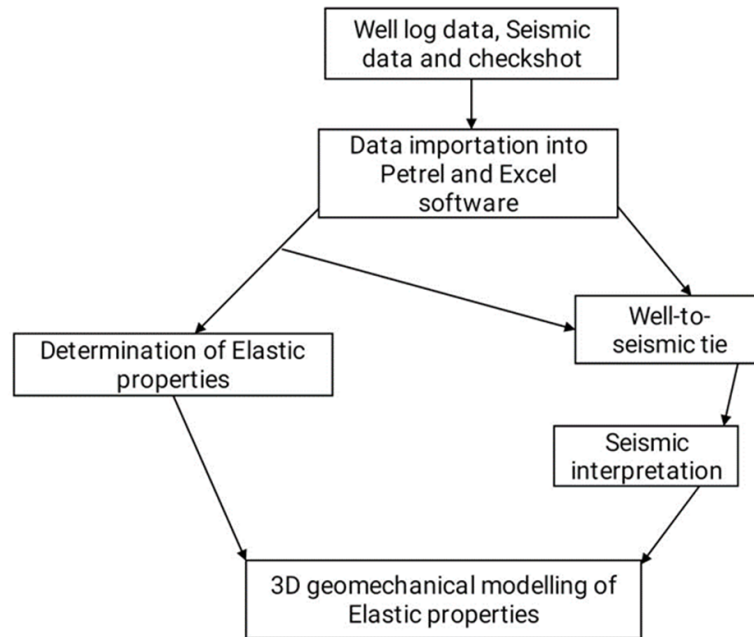 Well log data, Seismic
data and checkshot
Data importation into
Petrel and Excel
software
Determination of Elastic
properties
Well-to-
seismic tie
Seismic
interpretation
3D geomechanical modelling of
Elastic properties